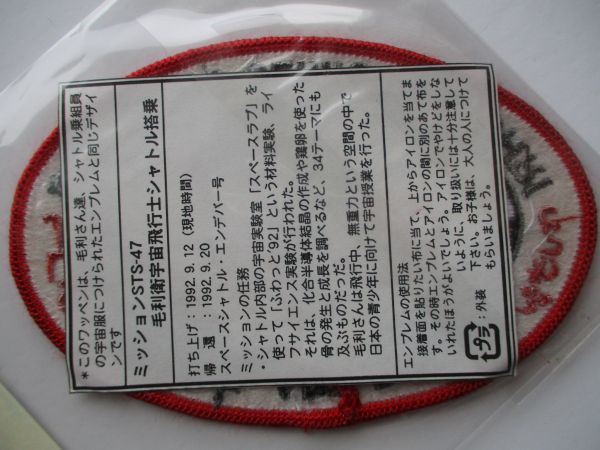 ＊このワッペンは、毛利さん達、シャトル乗組員
の宇宙服につけられたエンブレムと同じデザイ
ンです
ミッションSTS-47
毛利衛宇宙飛行士シャトル搭乗
打ち上げ：1992．9．12（現地時間）
帰　還：1992．9．20
スペースシャトル・エンデバー号
ミッションの任務
・シャトル内部の宇宙実験室「スペースラブ」を
使って「ふわっと'92」という材料実験、ライ
フサイエンス実験が行われた。
それは、化合半導体結晶の作成や鶏卵を使った
骨の発生と成長を調べるなど、34テーマにも
及ぶものだった。
毛利さんは飛行中、無重力という空間の中で
日本の青少年に向けて宇宙授業を行った。
エンブレムの使用法
接着面を貼りたい布に当て、上からアイロンを当てま
す。その時エンブレムとアイロンの間に別のあて布を
いれたほうがよいでしょう。アイロンでやけどをしな
いように、取り扱いには十分注意して
下さい。お子様は、大人の人につけて
もらいましょう。
プラ
：外装